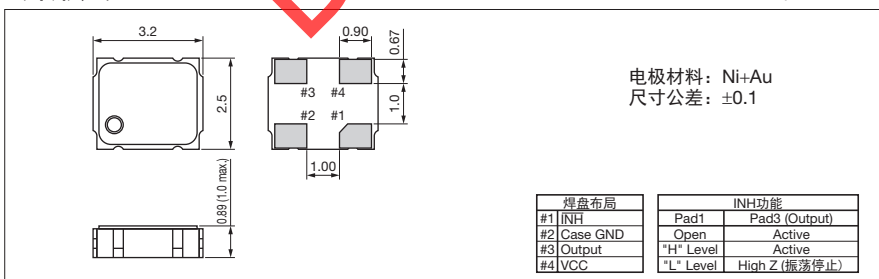 3.2
2.5
0.89 (1.0 max.)
0.90
0.67
1.0
#3 #4
#2 #1
1.00
电极材料：Ni+Au
尺寸公差：±0.1
焊盘布局
#1 INH
#2 Case GND
#3 Output
#4 VCC
INH功能
Pad1 Pad3 (Output)
Open Active
"H" Level Active
"L" Level High Z (振荡停止)